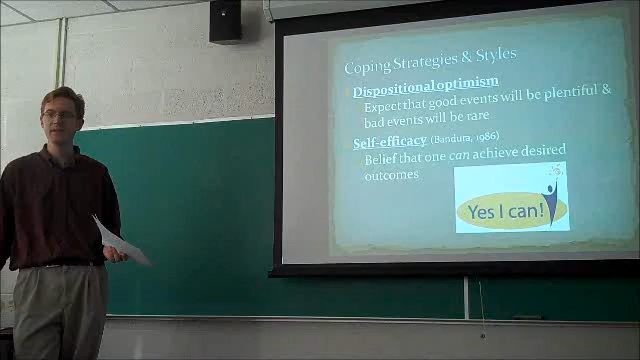 Coping Strategies & Styles
Dispositional optimism
Expect that good events will be plentiful &
bad events will be rare
Self-efficacy (Bandura, 1986)
Belief that one can achieve desired
outcomes
Yes I can!